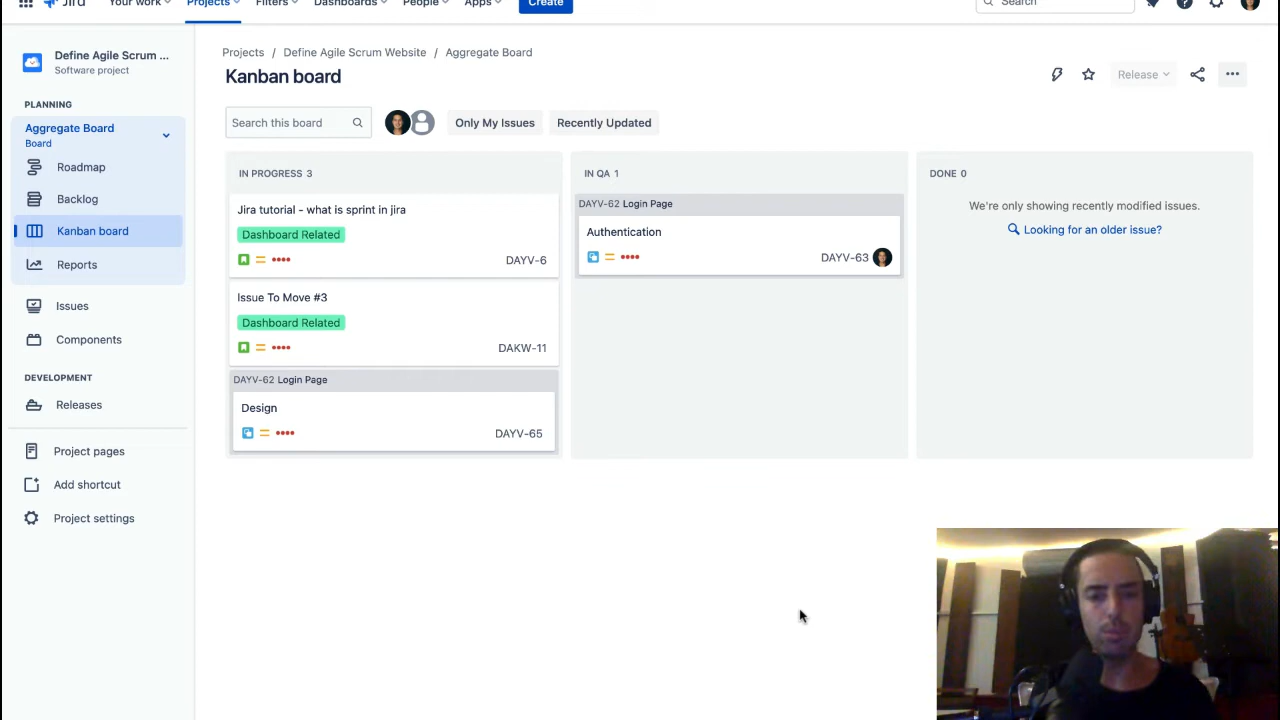 Jira
Your work
Projects
Filters
Dashboards
People
Apps
Create
Search
Define Agile Scrum ...
Software project
PLANNING
Aggregate Board
Board
Roadmap
Backlog
Kanban board
Reports
Issues
Components
DEVELOPMENT
Releases
Project pages
Add shortcut
Project settings
Projects / Define Agile Scrum Website / Aggregate Board
Kanban board
Release
Search this board
Only My Issues
Recently Updated
IN PROGRESS 3
Jira tutorial - what is sprint in jira
Dashboard Related
DAYV-6
Issue To Move #3
Dashboard Related
DAKW-11
DAYV-62 Login Page
Design
DAYV-65
IN QA 1
DAYV-62 Login Page
Authentication
DAYV-63
DONE 0
We're only showing recently modified issues.
Looking for an older issue?